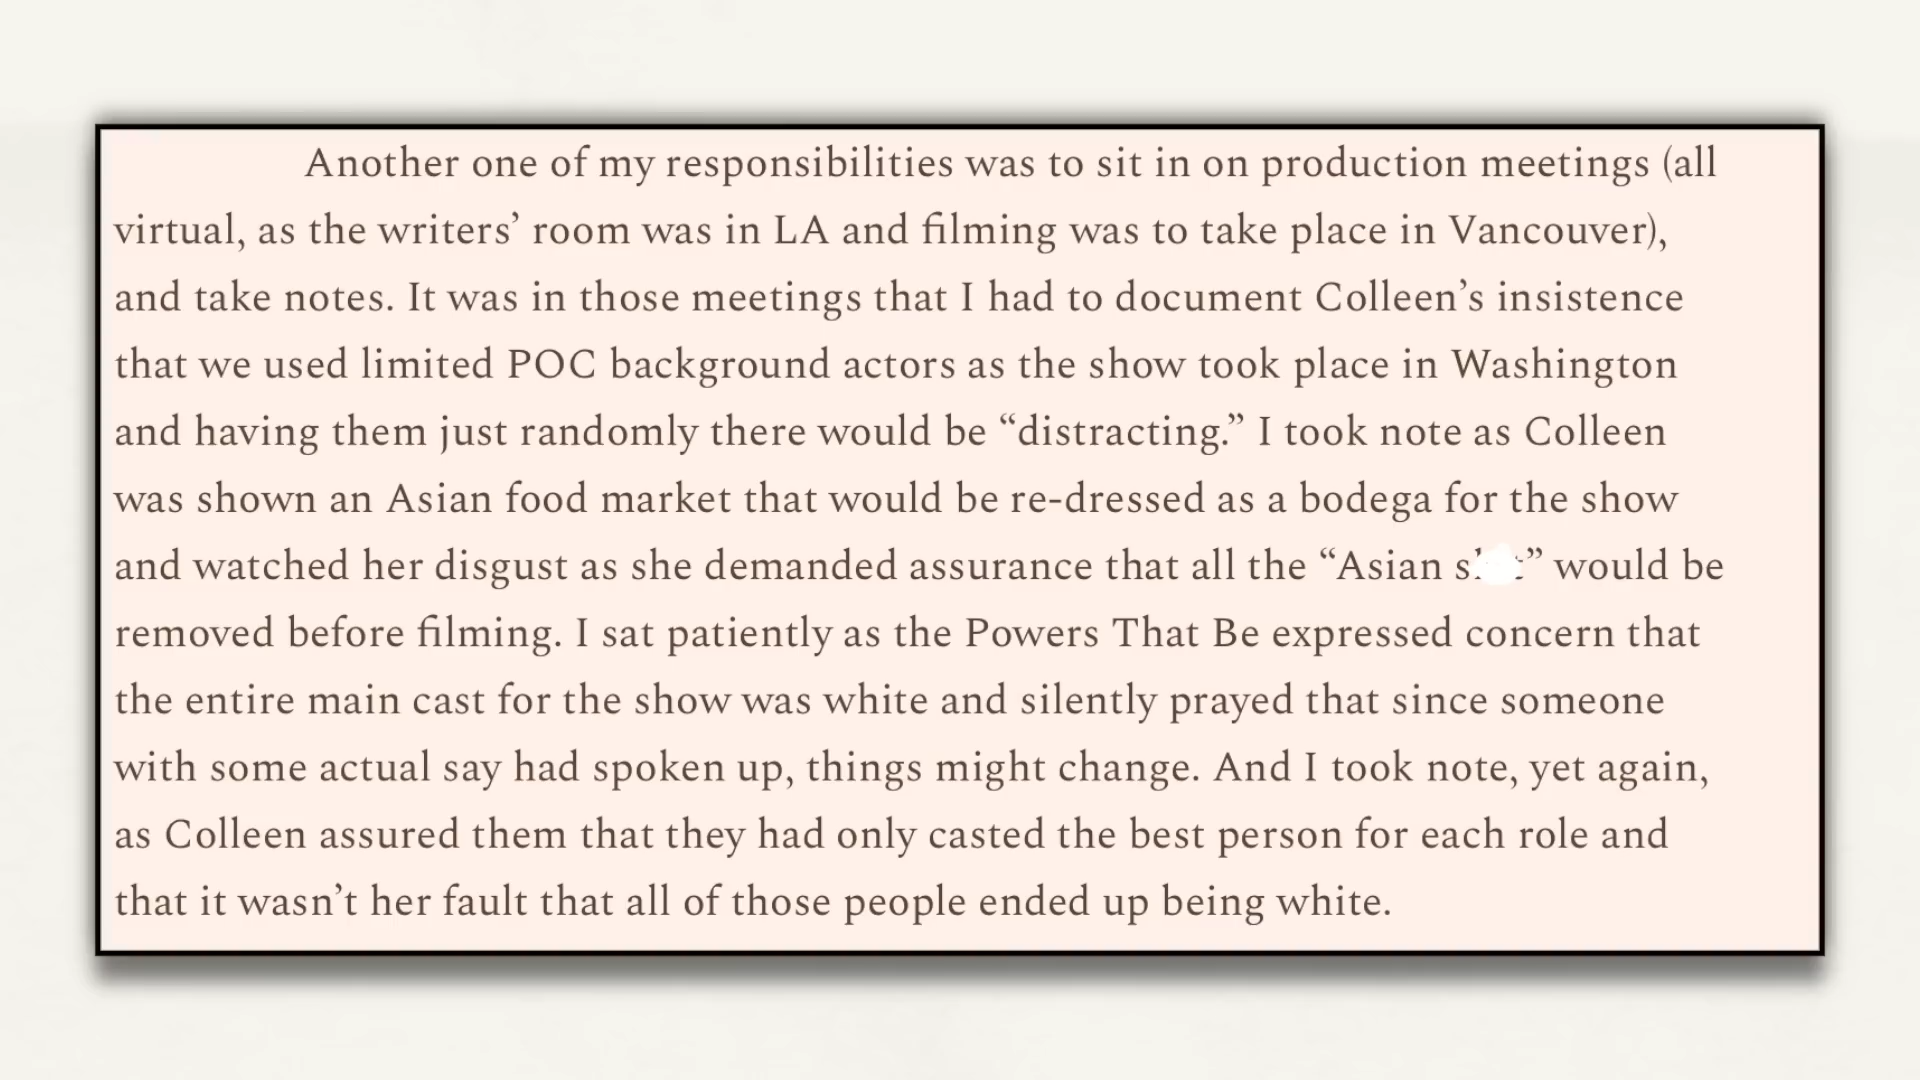 Another one of my responsibilities was to sit in on production meetings (all
virtual, as the writers’ room was in LA and filming was to take place in Vancouver),
and take notes. It was in those meetings that I had to document Colleen’s insistence
that we used limited POC background actors as the show took place in Washington
and having them just randomly there would be “distracting.” I took note as Colleen
was shown an Asian food market that would be re-dressed as a bodega for the show
and watched her disgust as she demanded assurance that all the “Asian would be
removed before filming. I sat patiently as the Powers That Be expressed concern that
the entire main cast for the show was white and silently prayed that since someone
with some actual say had spoken up, things might change. And I took note, yet again,
as Colleen assured them that they had only casted the best person for each role and
that it wasn’t her fault that all of those people ended up being white.